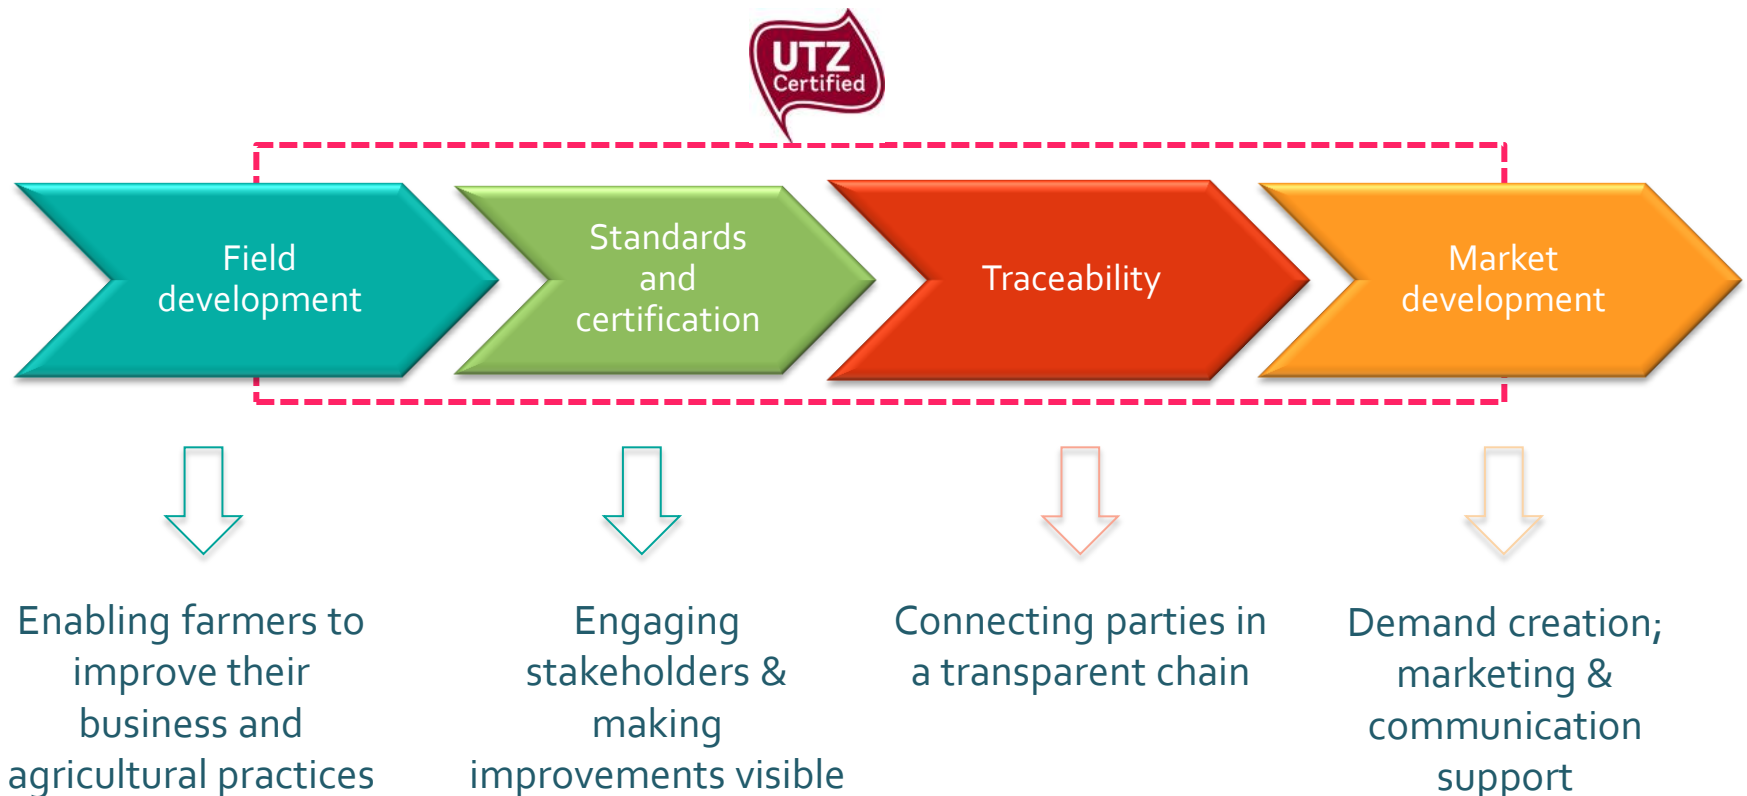 UTZ
Certified
Field
development
Standards
and
certification
Traceability
Market
development
Enabling farmers to
improve their
business and
agricultural practices
Engaging
stakeholders &
making
improvements visible
Connecting parties in
a transparent chain
Demand creation;
marketing &
communication
support